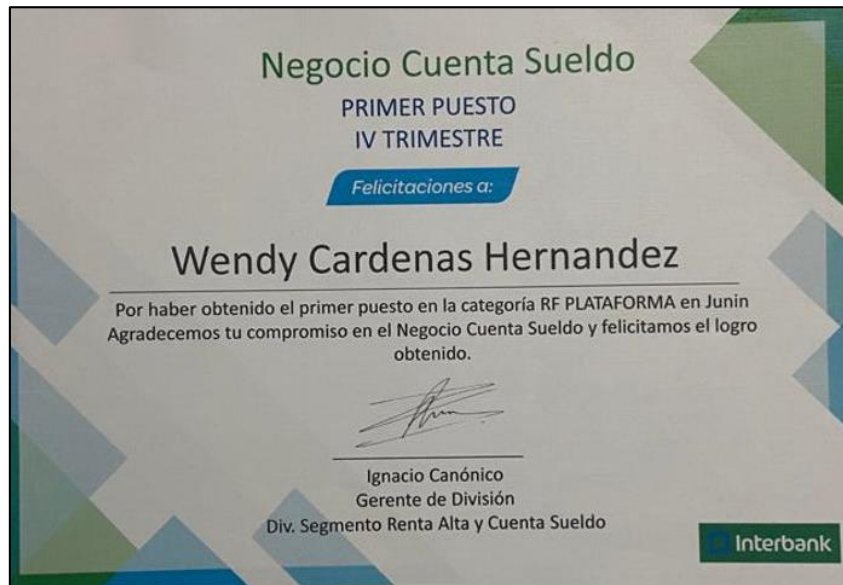 Negocio Cuenta Sueldo
PRIMER PUESTO
IV TRIMESTRE
Felicitaciones a:
Wendy Cardenas Hernandez
Por haber obtenido el primer puesto en la categoría RF PLATAFORMA en Junin
Agradecemos tu compromiso en el Negocio Cuenta Sueldo y felicitamos el logro
obtenido.
Ignacio Canónico
Gerente de División
Div. Segmento Renta Alta y Cuenta Sueldo
Interbank